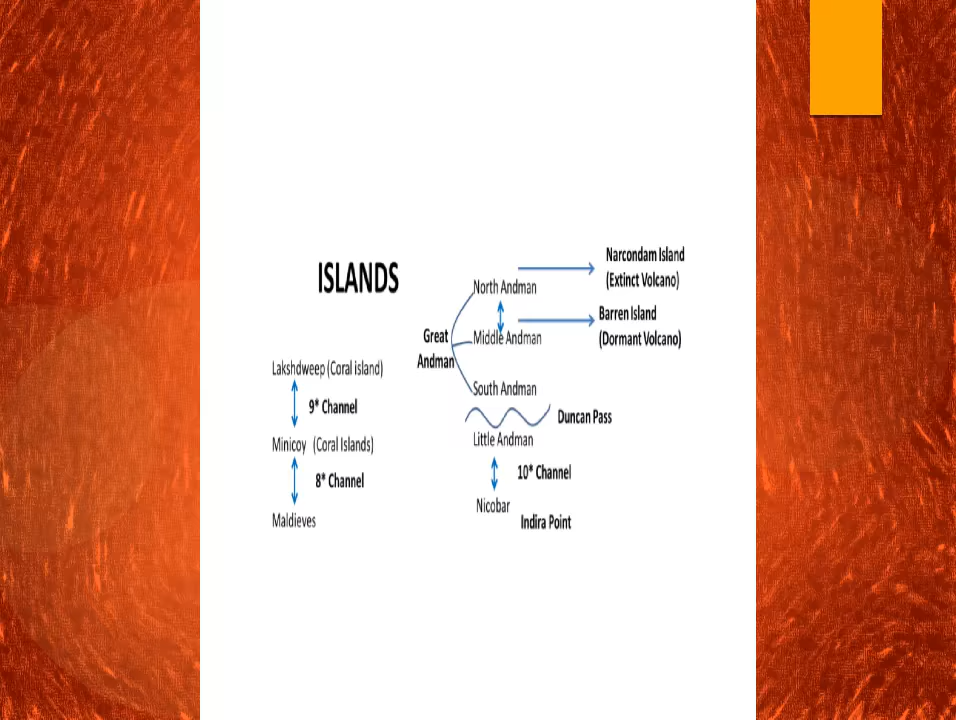 ISLANDS
Lakshdweep (Coral island)
9* Channel
Minicoy (Coral Islands)
8* Channel
Maldieves
Great
Andman
North Andman
Middle Andman
South Andman
Narcondam Island
(Extinct Volcano)
Barren Island
(Dormant Volcano)
Duncan Pass
Little Andman
10* Channel
Nicobar
Indira Point